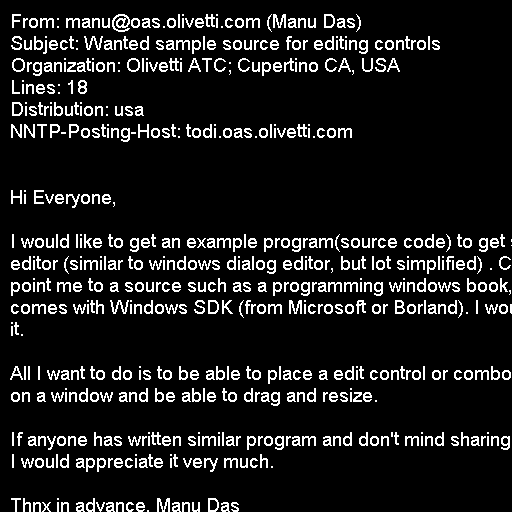 From: manu@oas.olivetti.com (Manu Das)
Subject: Wanted sample source for editing controls
Organization: Olivetti ATC; Cupertino CA, USA
Lines: 18
Distribution: usa
NNTP-Posting-Host: todi.oas.olivetti.com
Hi Everyone,
I would like to get an example program(source code) to get
editor (similar to windows dialog editor, but lot simplified) . C
point me to a source such as a programming windows book,
comes with Windows SDK (from Microsoft or Borland). I wou
it.
All I want to do is to be able to place a edit control or combo
on a window and be able to drag and resize.
If anyone has written similar program and don't mind sharing
I would appreciate it very much.
Thnx in advance, Manu Das